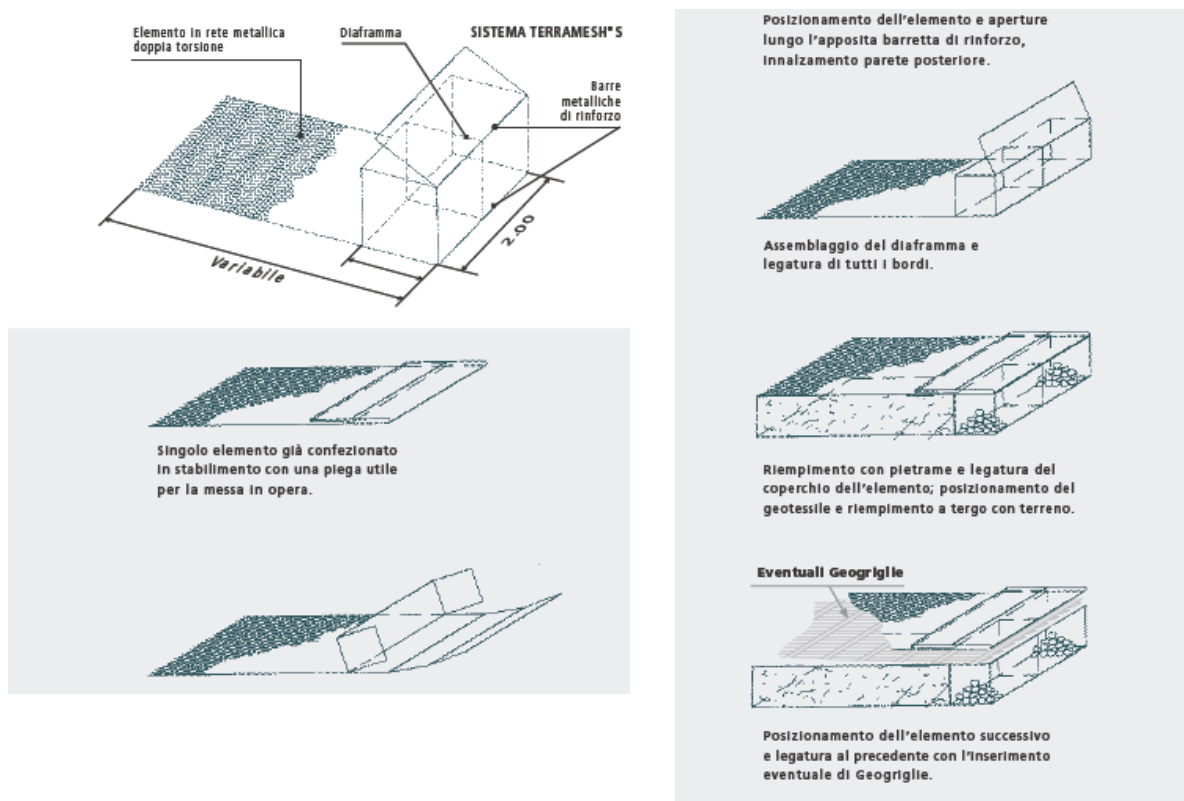 Elemento in rete metallica
doppia torsione
Diaframma
SISTEMA TERRAMESH® S
Barre
metalliche
di rinforzo
2.00
Variabile
Singolo elemento già confezionato
in stabilimento con una piega utile
per la messa in opera.
Posizionamento dell'elemento e aperture
lungo l'apposita barretta di rinforzo,
innalzamento parete posteriore.
Assemblaggio del diaframma e
legatura di tutti i bordi.
Riempimento con pietrame e legatura del
coperchio dell'elemento; posizionamento del
geotessile e riempimento a tergo con terreno.
Eventuali Geogriglie
Posizionamento dell'elemento successivo
e legatura al precedente con l'inserimento
eventuale di Geogriglie.